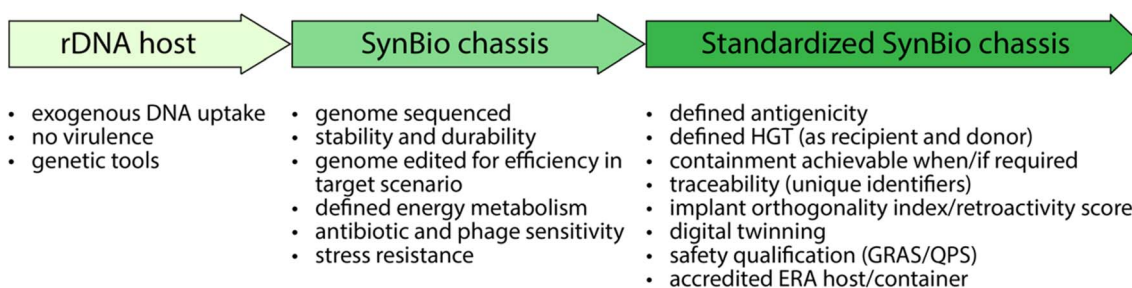 rDNA host
SynBio chassis
Standardized SynBio chassis
• exogenous DNA uptake
• no virulence
• genetic tools
• genome sequenced
• stability and durability
• genome edited for efficiency in
target scenario
• defined energy metabolism
• antibiotic and phage sensitivity
• stress resistance
• defined antigenicity
• defined HGT (as recipient and donor)
• containment achievable when/if required
• traceability (unique identifiers)
• implant orthogonality index/retroactivity score
• digital twinning
• safety qualification (GRAS/QPS)
• accredited ERA host/container